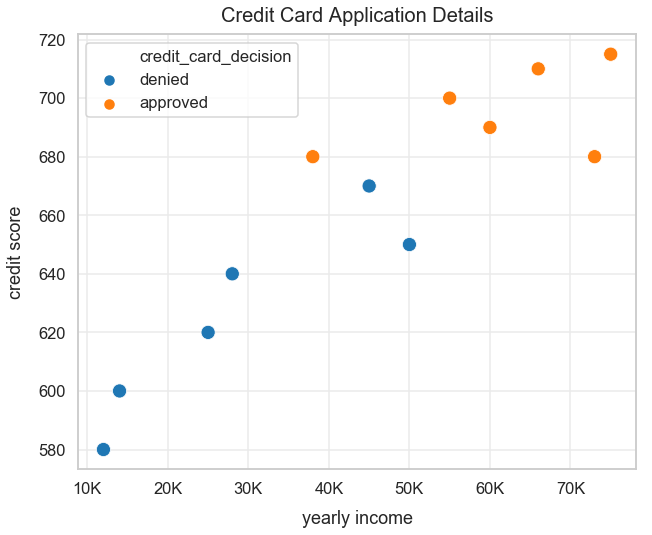 Credit Card Application Details
credit_card_decision
denied
approved
720
700
680
660
640
620
600
580
credit score
10K 20K 30K 40K 50K 60K 70K
yearly income